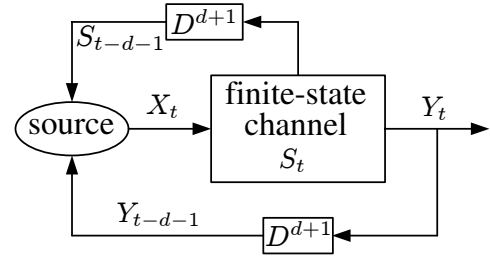 S_{t-d-1}
D^{d+1}
source
X_t
finite-state
channel
S_t
Y_t
Y_{t-d-1}
D^{d+1}